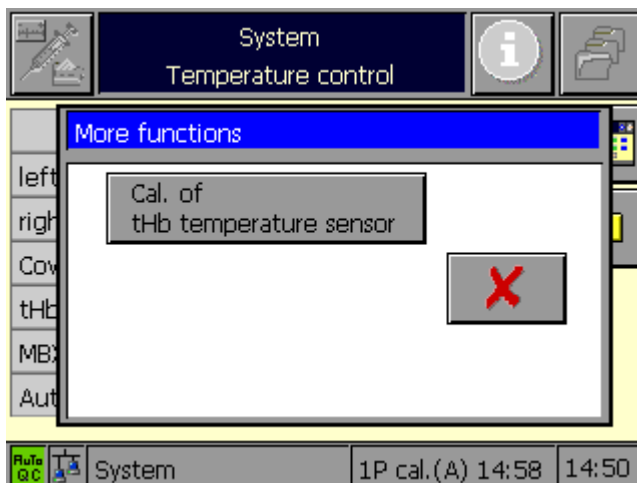 System
Temperature control
More functions
Cal. of
tHb temperature sensor
left
righ
Cov
tHb
MB
Aut
AuTo
QC
System
1P cal.(A) 14:58
14:50